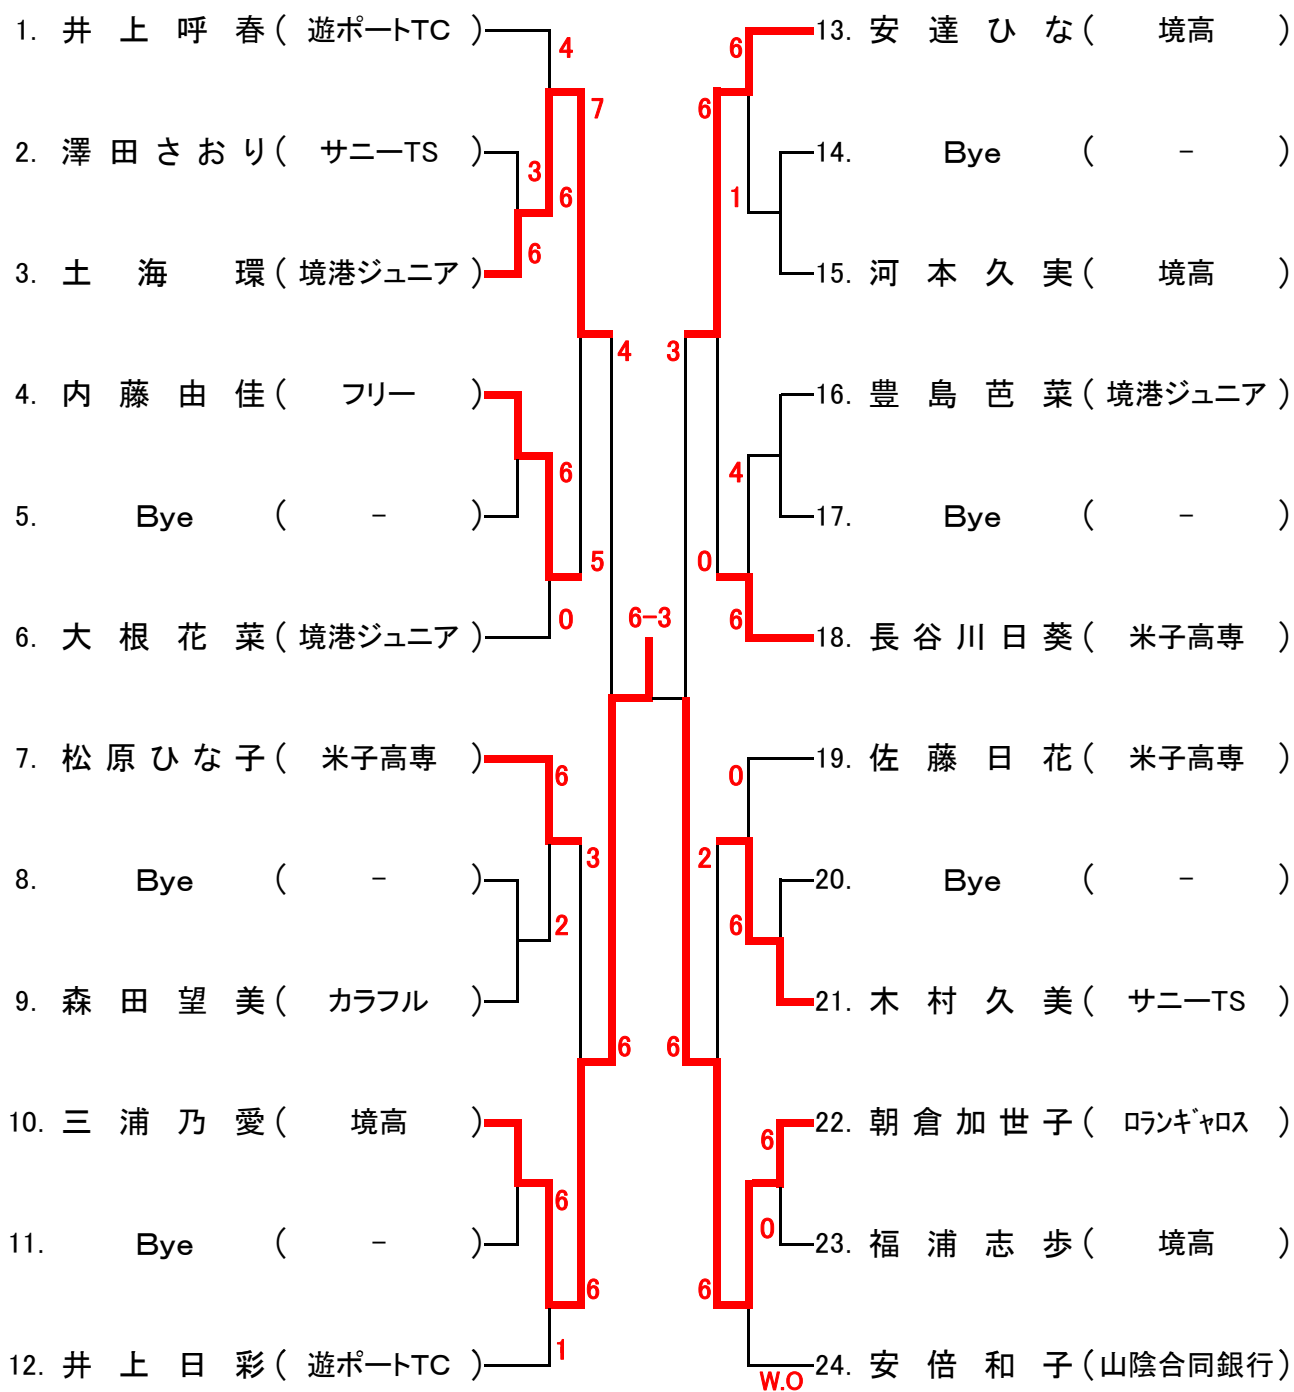 1. 井上呼春(遊ポートTC)
4
7
2. 澤田さおり(サニーTS)
3
6
3. 土海環(境港ジュニア)
6
4
4. 内藤由佳(フリー)
6
5. Bye(-)
5
6. 大根花菜(境港ジュニア)
0
7. 松原ひな子(米子高専)
6
3
8. Bye(-)
2
9. 森田望美(カラフル)
6
10. 三浦乃愛(境高)
6
11. Bye(-)
6
12. 井上日彩(遊ポートTC)
1
6-3
13. 安達ひな(境高)
6
6
14. Bye(-)
1
15. 河本久実(境高)
3
16. 豊島芭菜(境港ジュニア)
4
17. Bye(-)
0
18. 長谷川日葵(米子高専)
6
19. 佐藤日花(米子高専)
0
2
20. Bye(-)
6
21. 木村久美(サニーTS)
6
22. 朝倉加世子(ロランギャロス)
6
0
23. 福浦志歩(境高)
6
24. 安倍和子(山陰合同銀行)
W.O